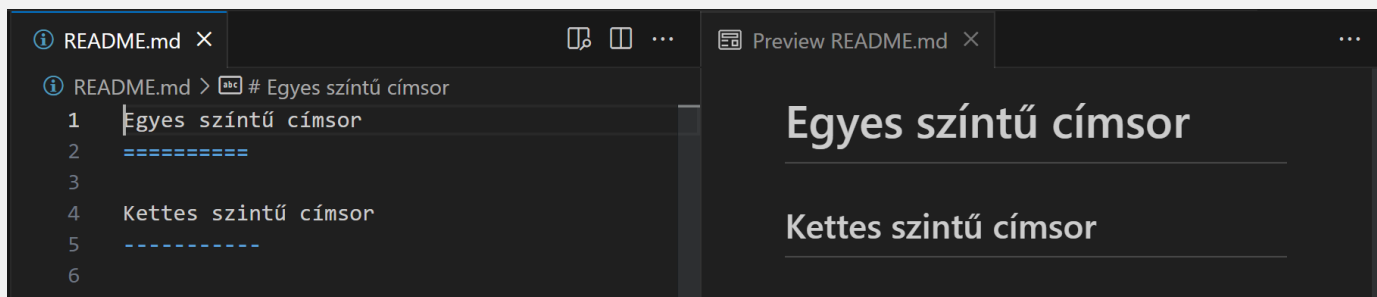 README.md
Preview README.md
README.md > # Egyes színtű címsor
1 Egyes színtű címsor
2 ==========
3
4 Kettes szintű címsor
5 -----------
6
Egyes színtű címsor
Kettes szintű címsor